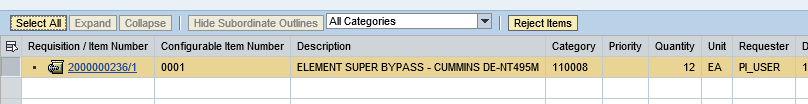 Select All Expand Collapse Hide Subordinate Outlines All Categories Reject Items
Requisition / Item Number Configurable Item Number Description Category Priority Quantity Unit Requester D
2000000236/1 0001 ELEMENT SUPER BYPASS - CUMMINS DE-NT495M 110008 12 EA PI_USER 1